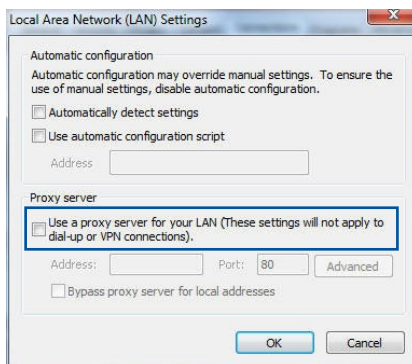 Local Area Network (LAN) Settings
Automatic configuration
Automatic configuration may override manual settings. To ensure the
use of manual settings, disable automatic configuration.
Automatically detect settings
Use automatic configuration script
Address
Proxy server
Use a proxy server for your LAN (These settings will not apply to
dial-up or VPN connections).
Address: Port: 80 Advanced
Bypass proxy server for local addresses
OK Cancel